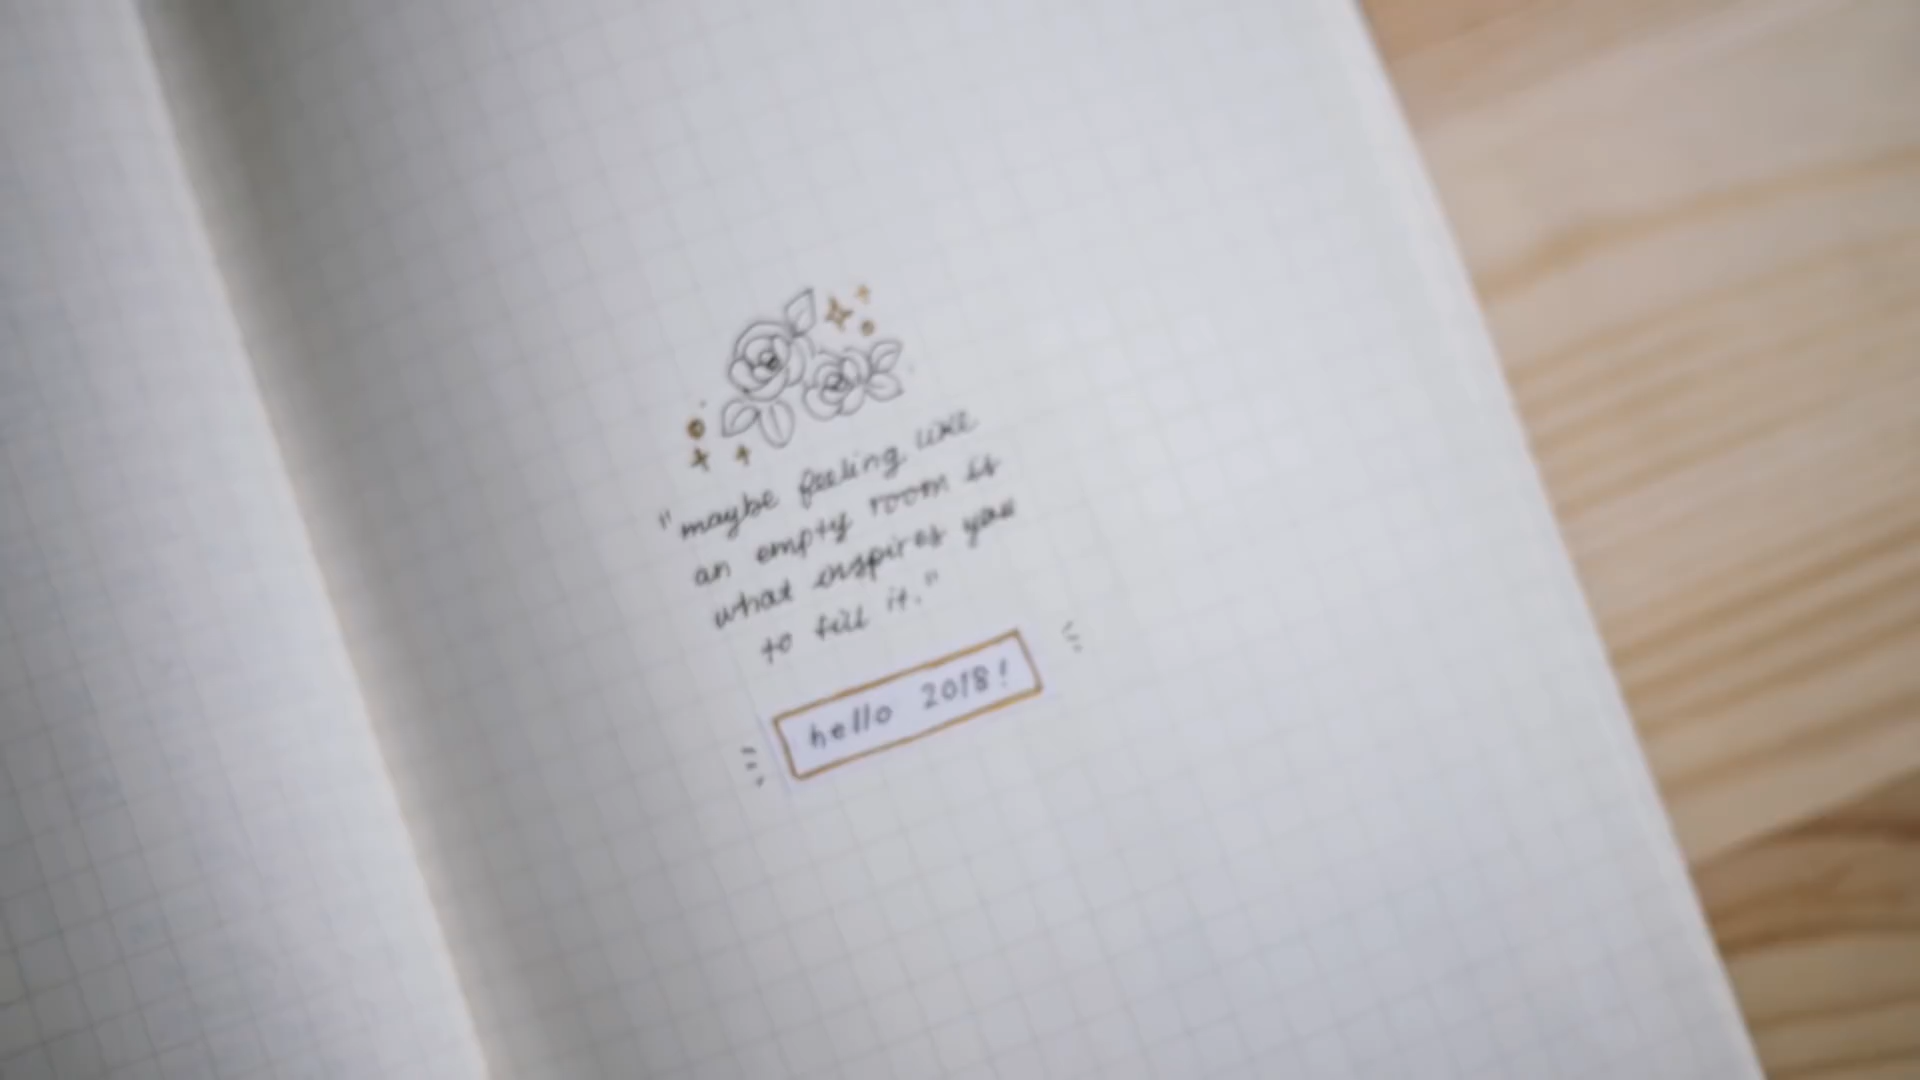 "maybe feeling like
an empty room is
what inspires you
to fill it."
hello 2018!